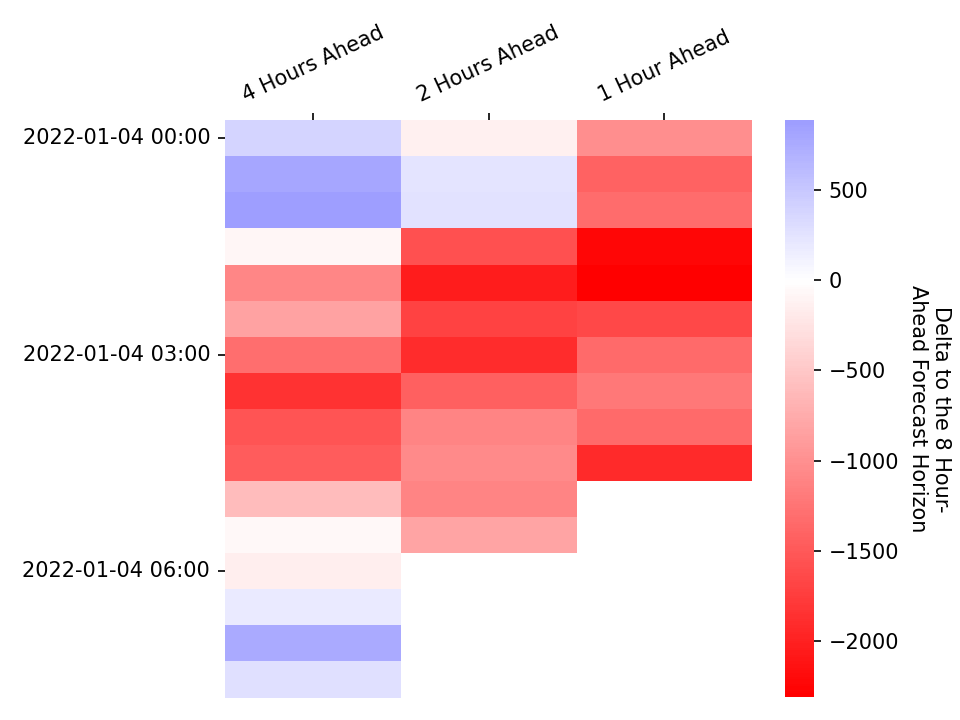 4 Hours Ahead
2 Hours Ahead
1 Hour Ahead
2022-01-04 00:00
2022-01-04 03:00
2022-01-04 06:00
500
0
−500
−1000
−1500
−2000
Delta to the 8 Hour-
Ahead Forecast Horizon